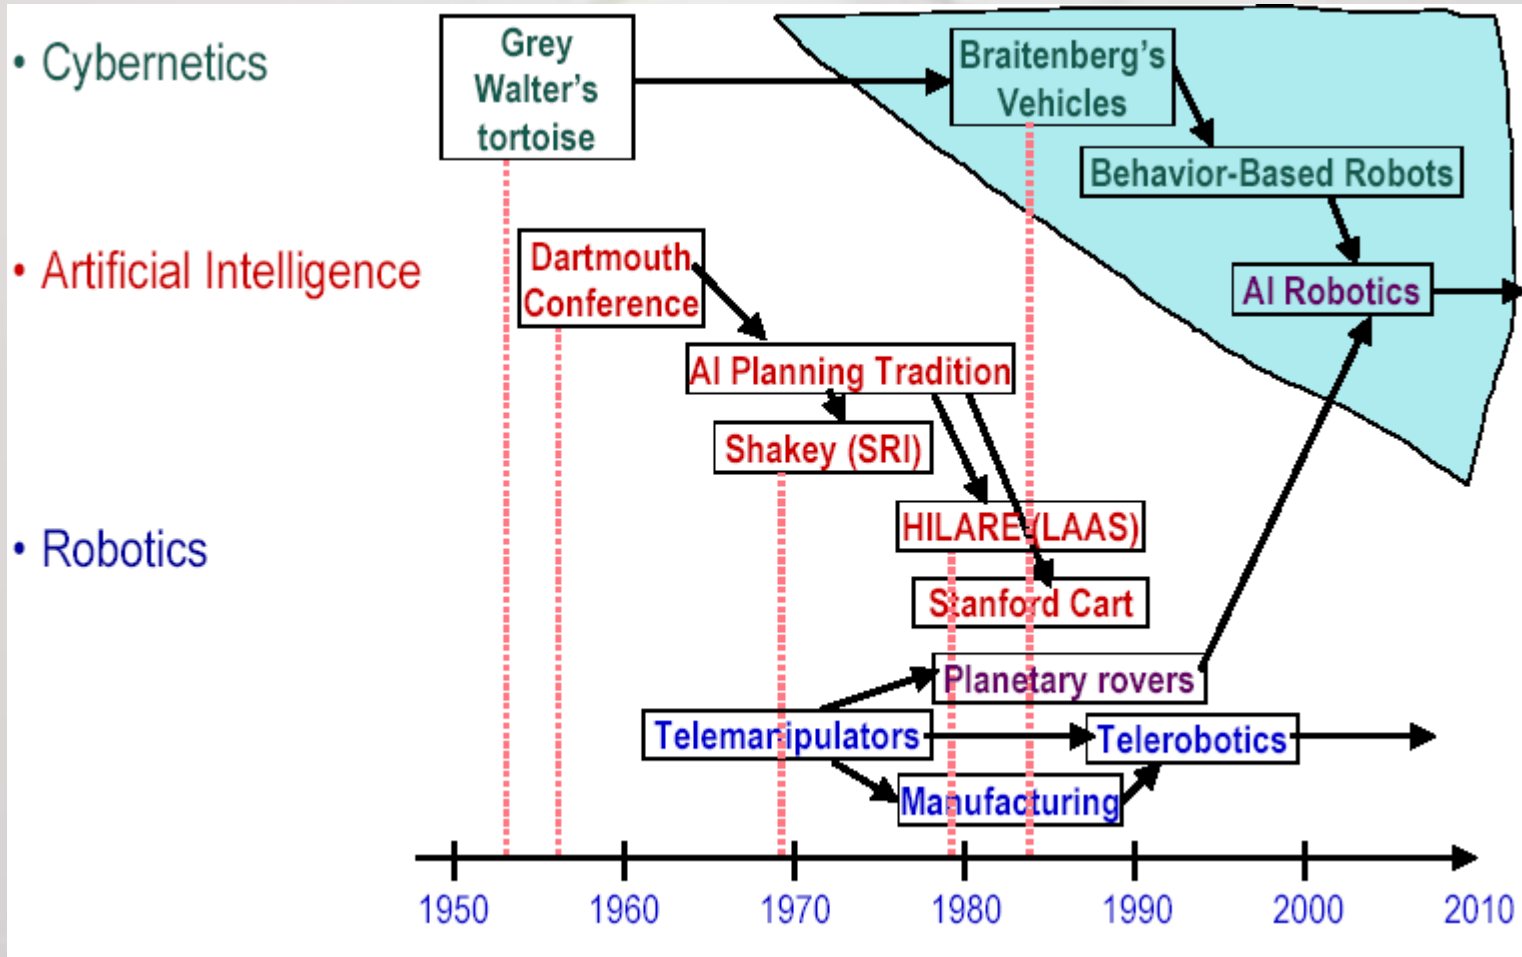 • Cybernetics
Grey
Walter's
tortoise
Braitenberg's
Vehicles
Behavior-Based Robots
• Artificial Intelligence
Dartmouth
Conference
AI Robotics
AI Planning Tradition
Shakey (SRI)
HILARE (LAAS)
• Robotics
Stanford Cart
Planetary rovers
Telemanipulators
Telerobotics
Manufacturing
1950 1960 1970 1980 1990 2000 2010